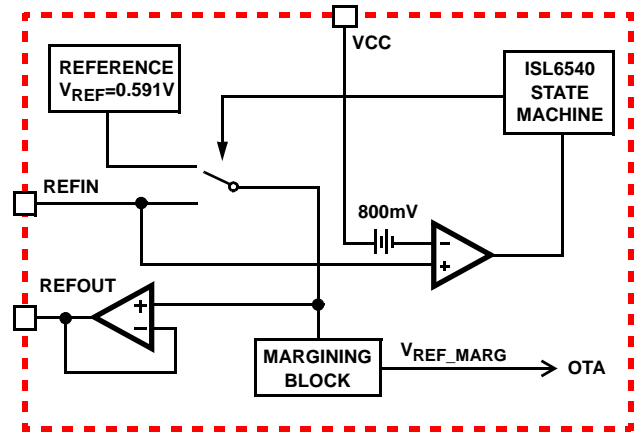 VCC
REFERENCE
VREF=0.591V
ISL6540
STATE
MACHINE
REFIN
800mV
−
+
REFOUT
+
−
MARGINING
BLOCK
VREF_MARG
OTA